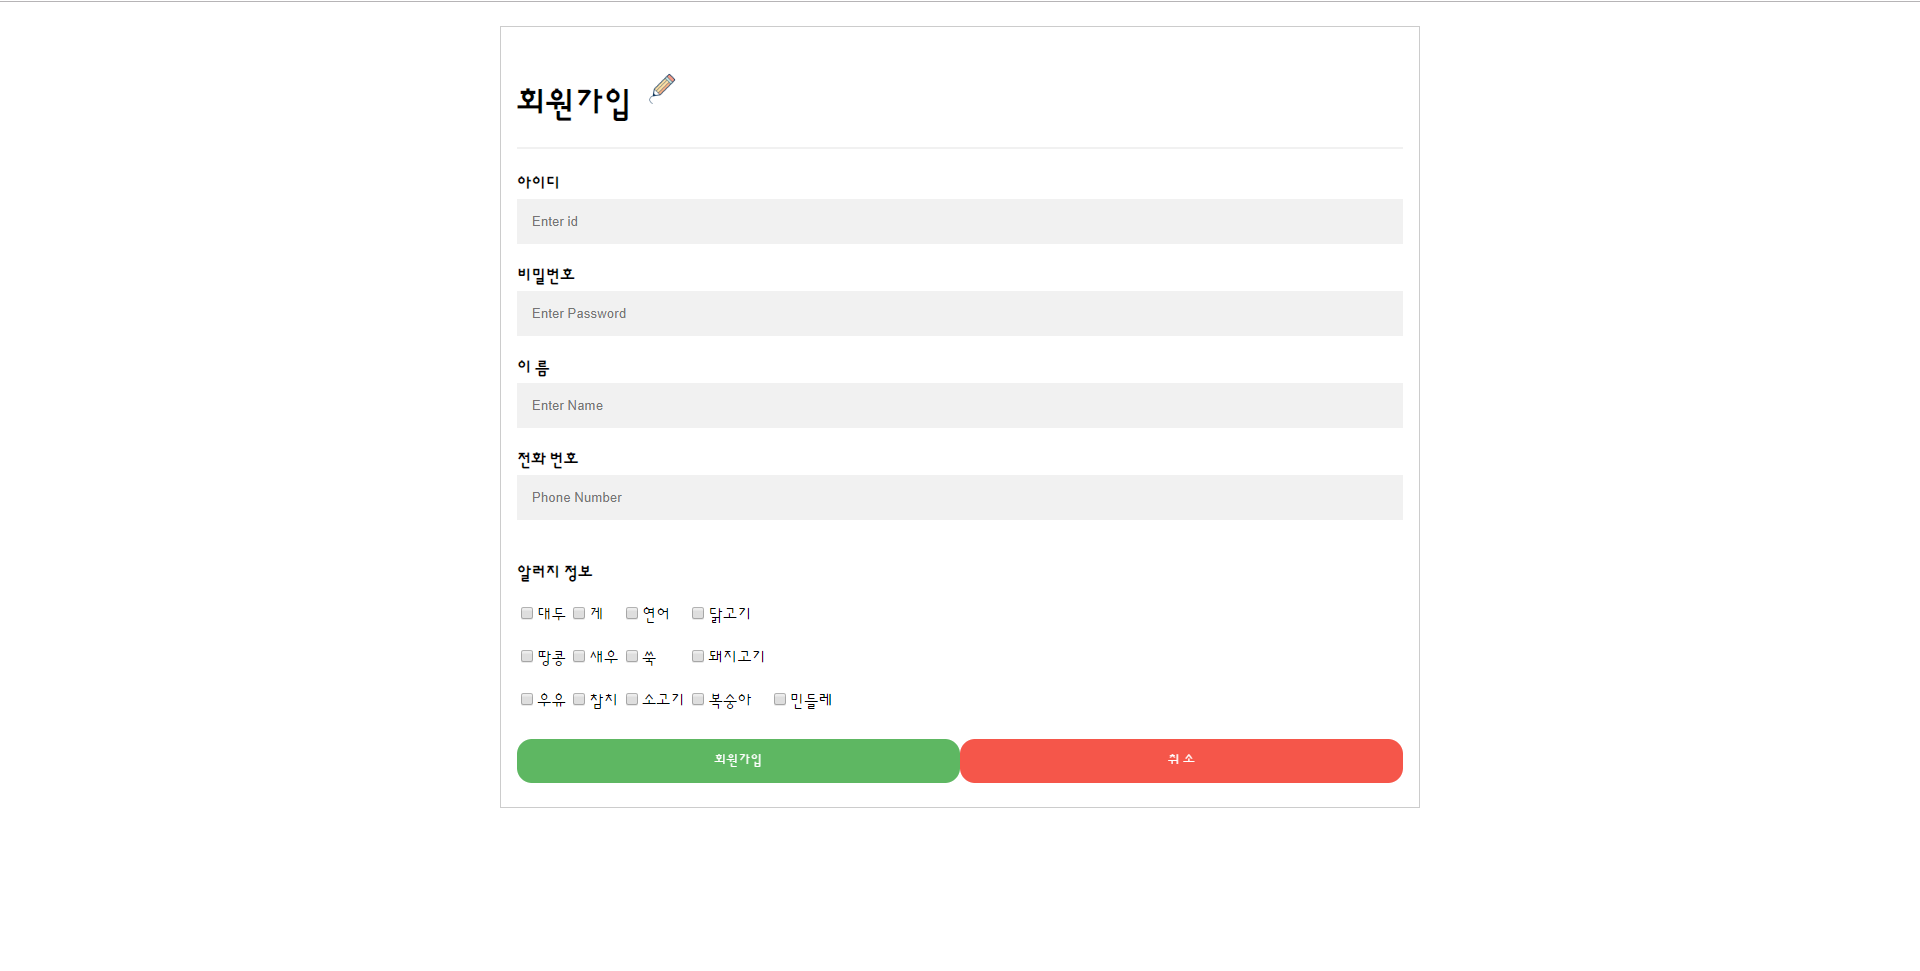 회원가입
아이디
Enter id
비밀번호
Enter Password
이 름
Enter Name
전화 번호
Phone Number
알러지 정보
대두 게 연어 닭고기
땅콩 새우 쑥 돼지고기
우유 참치 소고기 복숭아 민들레
회원가입 취 소